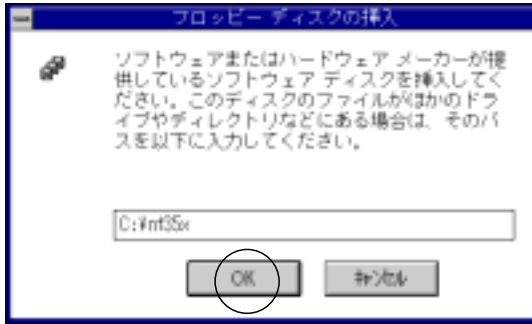 フロッピー ディスクの挿入
ソフトウェアまたはハードウェア メーカーが提
供しているソフトウェア ディスクを挿入してく
ださい。このディスクのファイルがほかのドラ
イブやディレクトリなどにある場合は、そのパ
スを以下に入力してください。
C:¥nt35x
OK
キャンセル